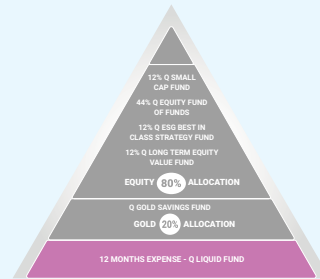 12% Q SMALL
CAP FUND
44% Q EQUITY FUND
OF FUNDS
12% Q ESG BEST IN
CLASS STRATEGY FUND
12% Q LONG TERM EQUITY
VALUE FUND
EQUITY 80% ALLOCATION
Q GOLD SAVINGS FUND
GOLD 20% ALLOCATION
12 MONTHS EXPENSE - Q LIQUID FUND